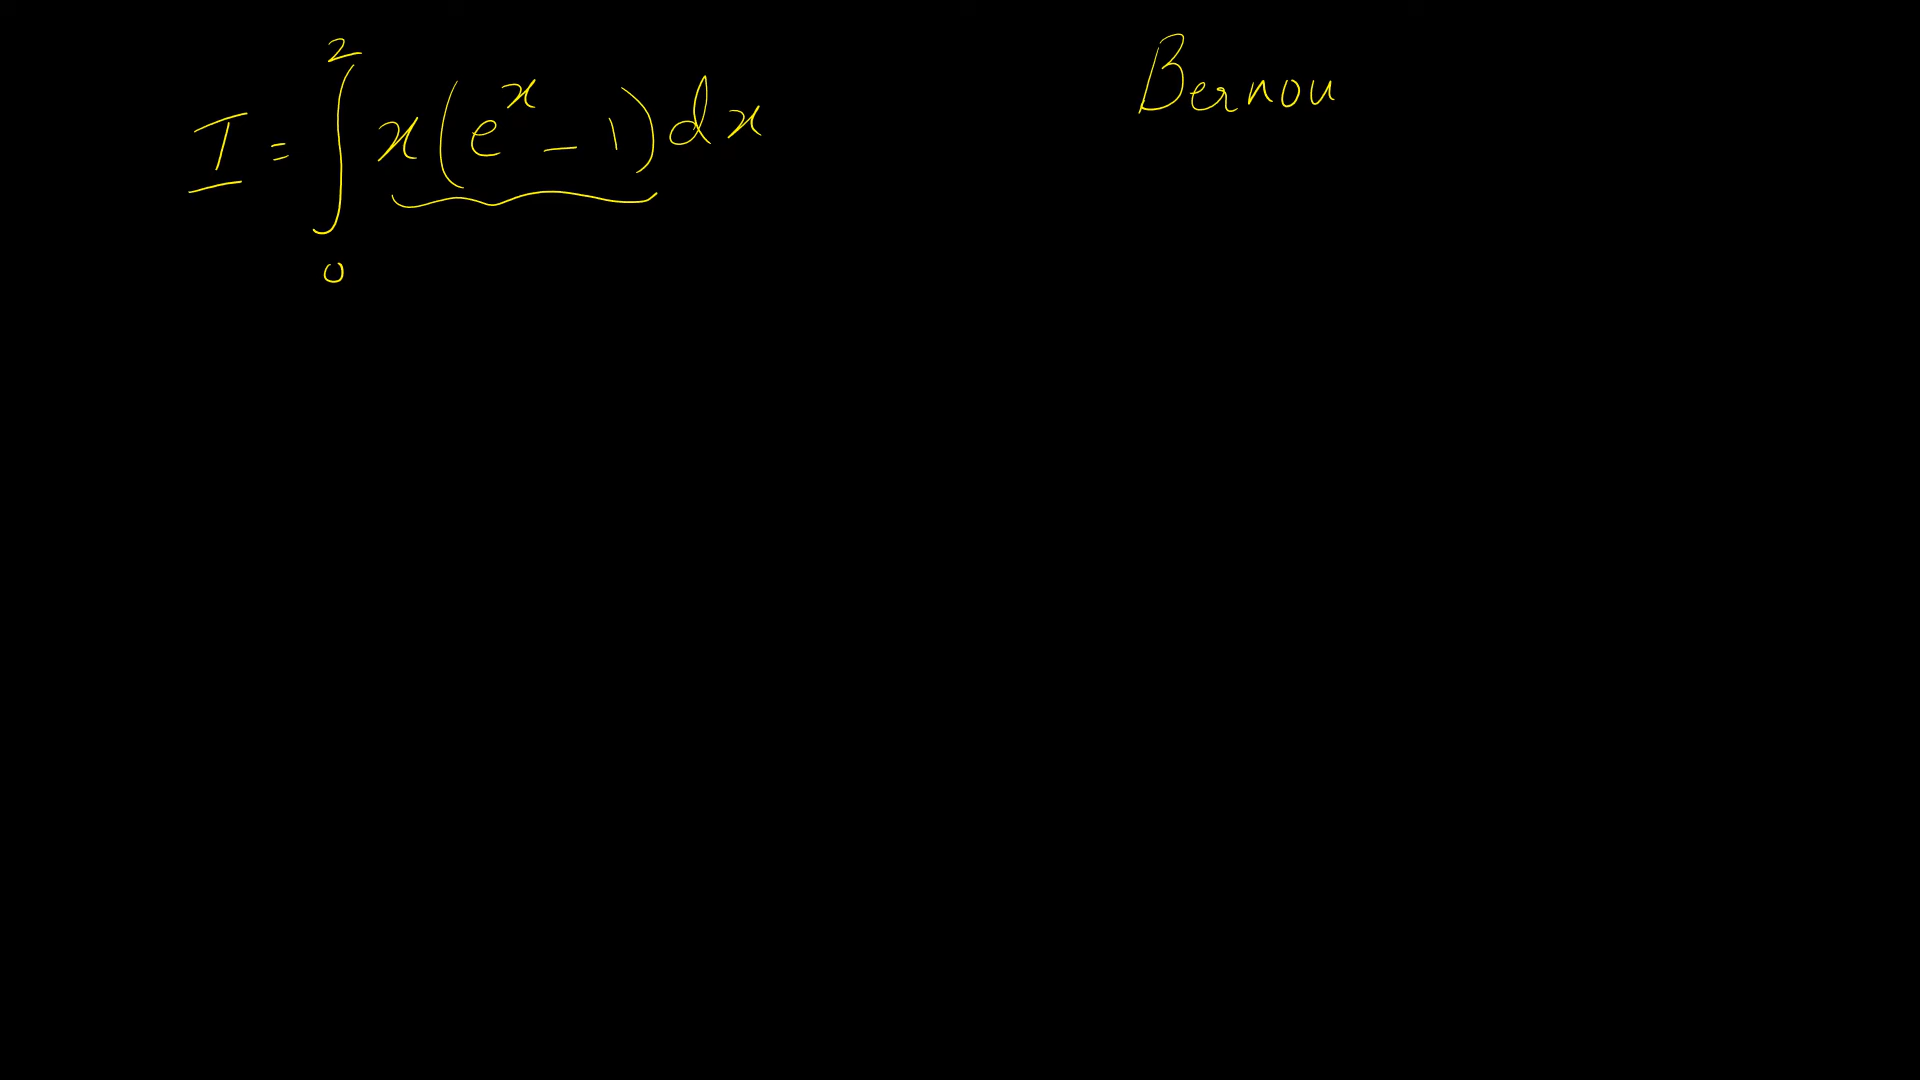 I = ∫₀² x(eˣ − 1)dx
Bernou